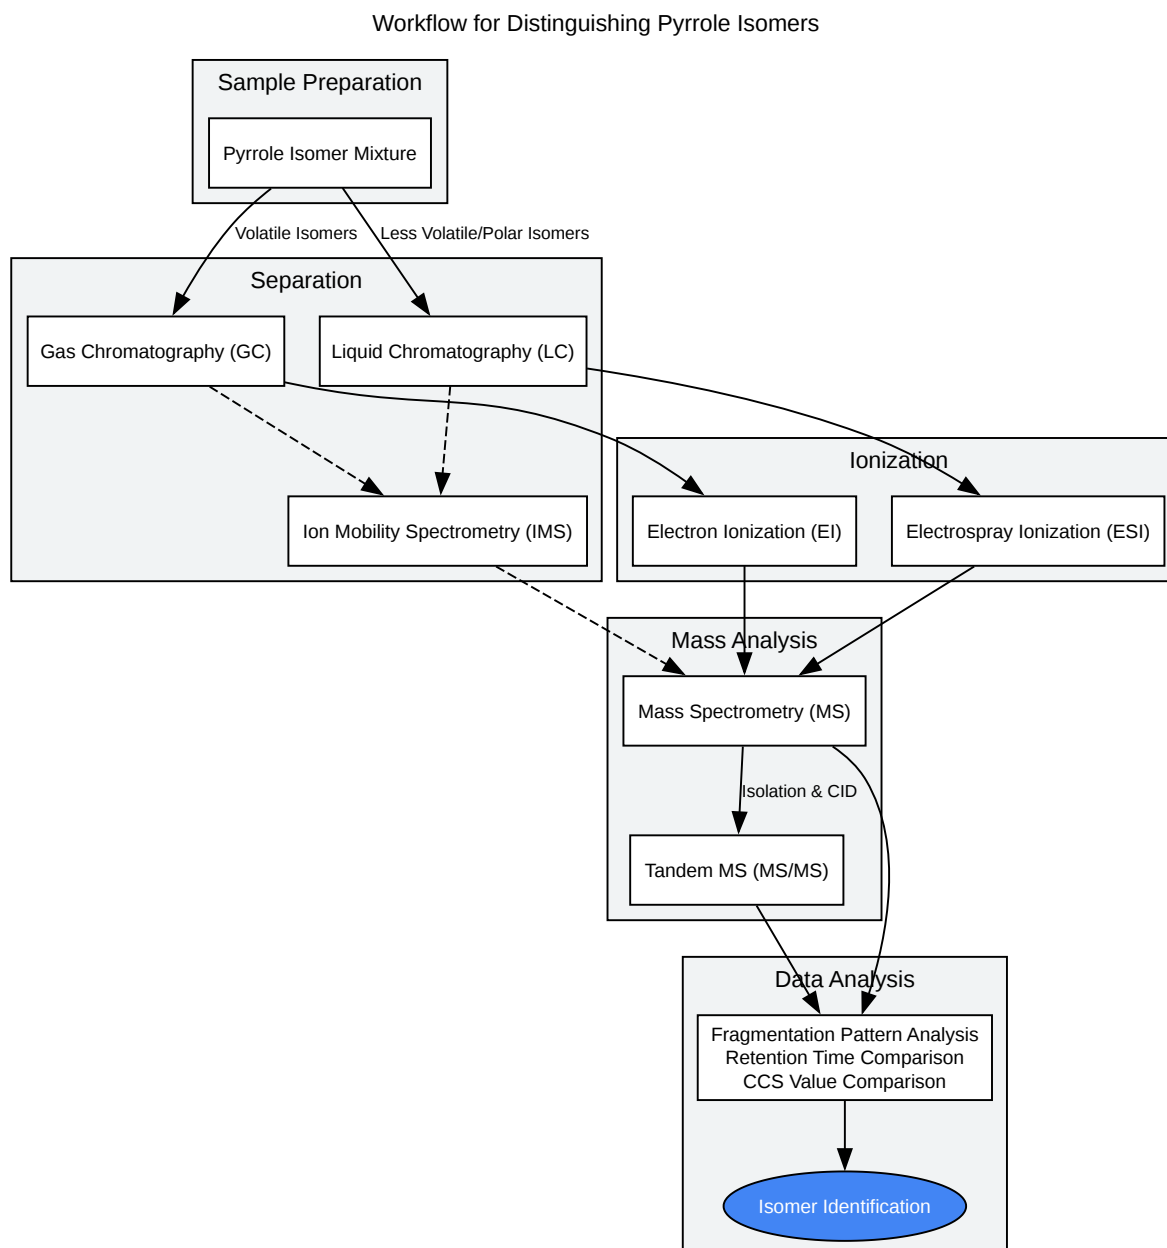 Workflow for Distinguishing Pyrrole Isomers
Sample Preparation
Pyrrole Isomer Mixture
Volatile Isomers
Less Volatile/Polar Isomers
Separation
Gas Chromatography (GC)
Liquid Chromatography (LC)
Ionization
Ion Mobility Spectrometry (IMS)
Electron Ionization (EI)
Electrospray Ionization (ESI)
Mass Analysis
Mass Spectrometry (MS)
Isolation & CID
Tandem MS (MS/MS)
Data Analysis
Fragmentation Pattern Analysis
Retention Time Comparison
CCS Value Comparison
Isomer Identification